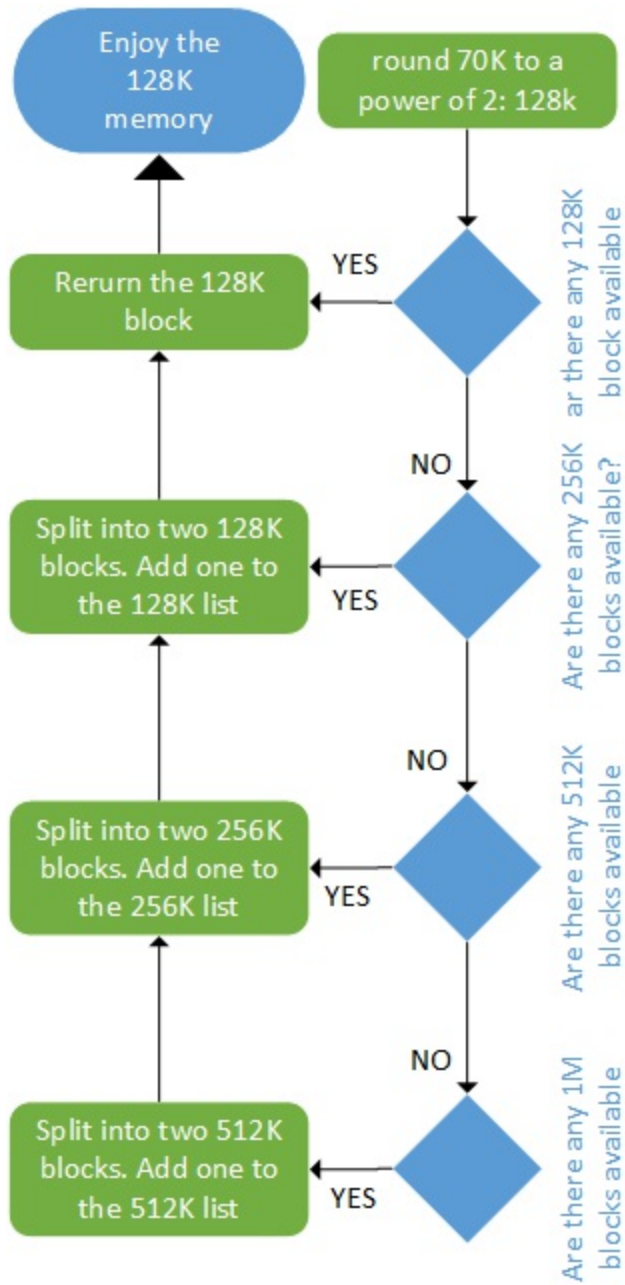 Enjoy the
128K
memory
round 70K to a
power of 2: 128k
YES
Rerurn the 128K
block
ar there any 128K
block available
NO
Split into two 128K
blocks. Add one to
the 128K list
YES
Are there any 256K
blocks available?
NO
Split into two 256K
blocks. Add one to
the 256K list
YES
Are there any 512K
blocks available
NO
Split into two 512K
blocks. Add one to
the 512K list
YES
Are there any 1M
blocks available